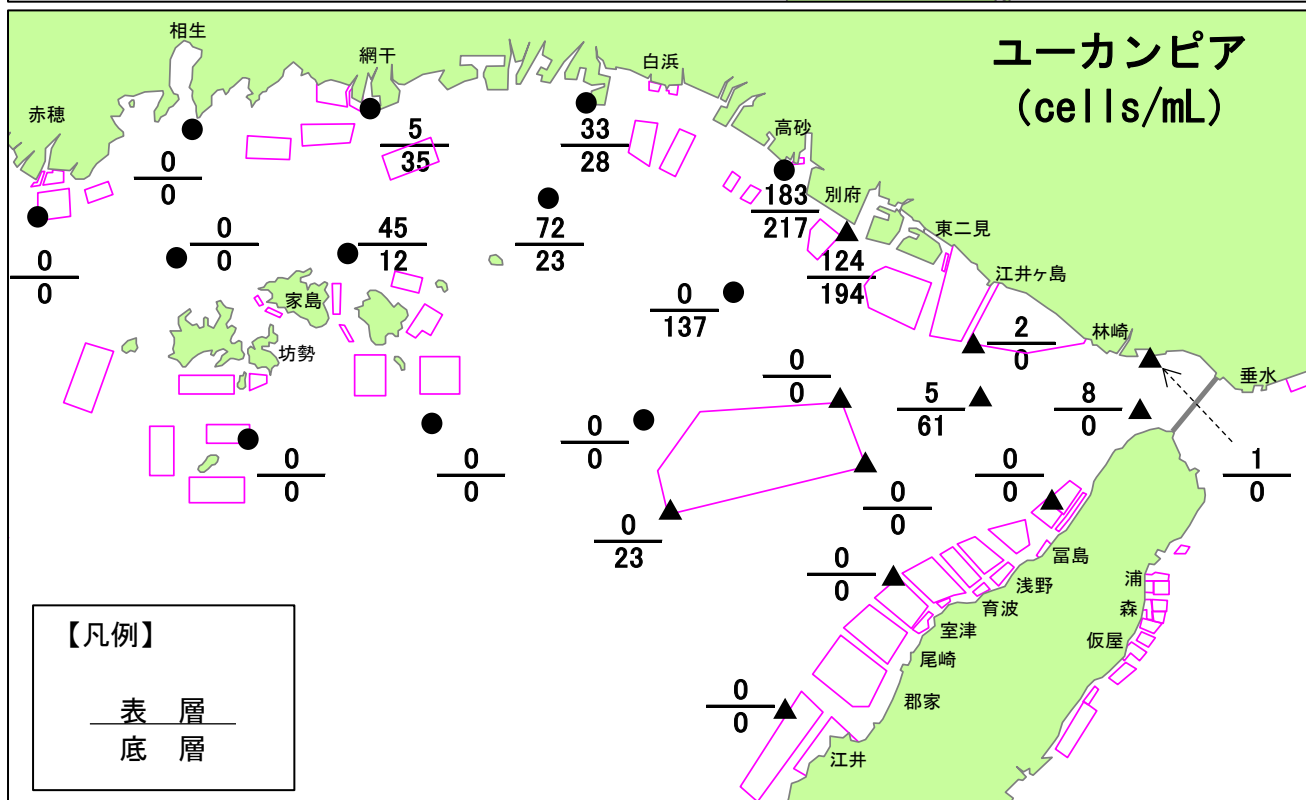 相生
網干
白浜
ユーカンピア
(cells/mL)
赤穂
高砂
5
35
33
28
0
0
183
217
別府
東二見
0
0
0
0
45
12
72
23
124
194
江井ヶ島
家島
坊勢
0
137
2
0
林崎
垂水
0
0
5
61
8
0
1
0
0
0
0
0
0
0
0
0
0
0
0
23
0
0
冨島
浅野
育波
室津
尾崎
郡家
江井
浦
森
仮屋
0
0
【凡例】
表 層
底 層